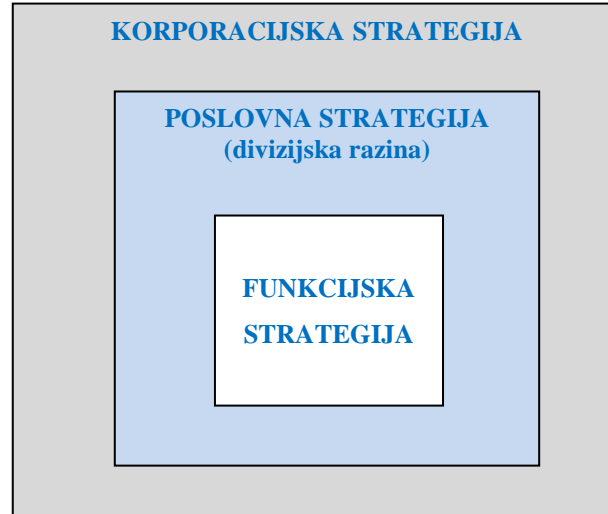 KORPORACIJSKA STRATEGIJA
POSLOVNA STRATEGIJA
(divizijska razina)
FUNKCIJSKA
STRATEGIJA